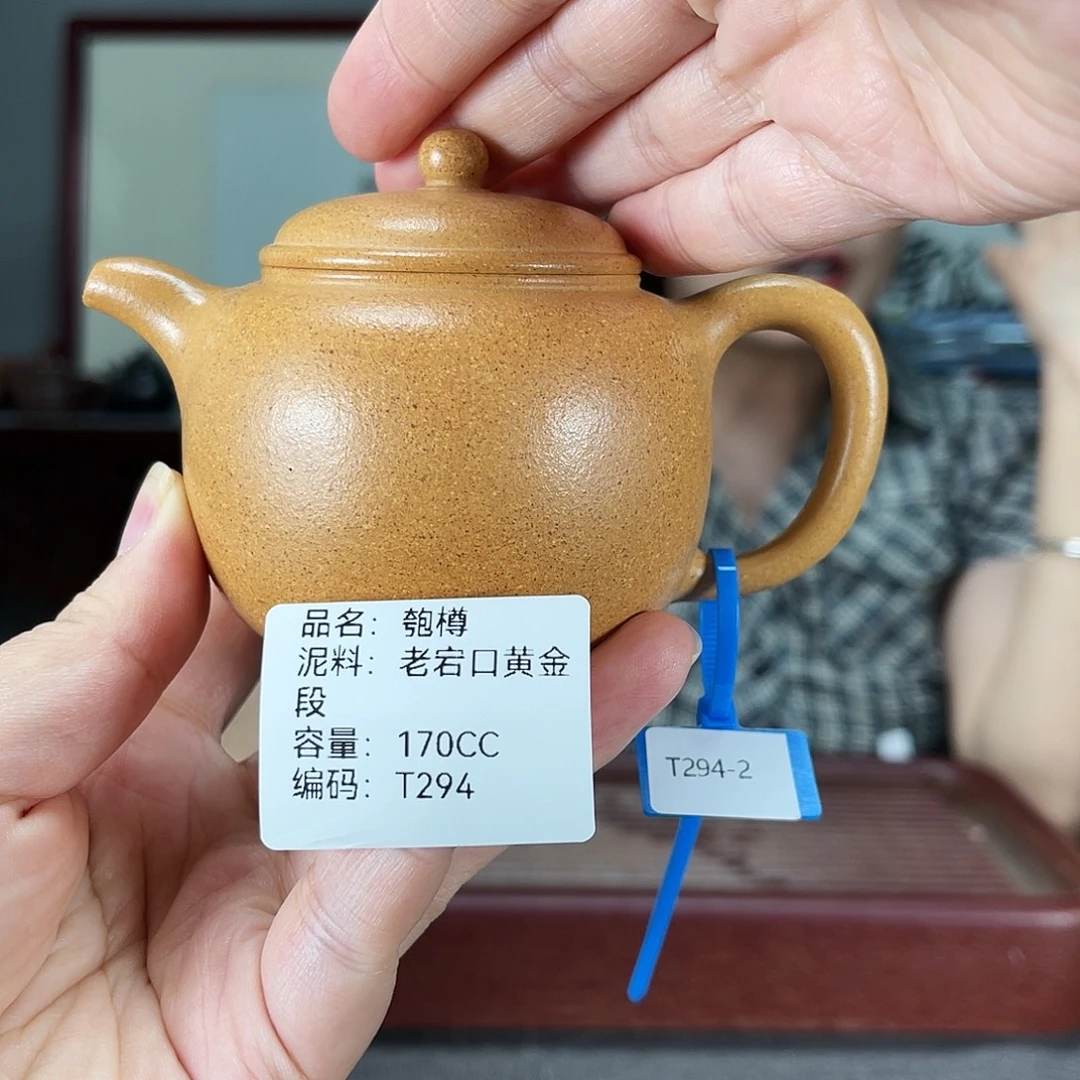 品名：匏樽
泥料：老宕口黄金
段
容量：170CC
编码：T294
T294-2